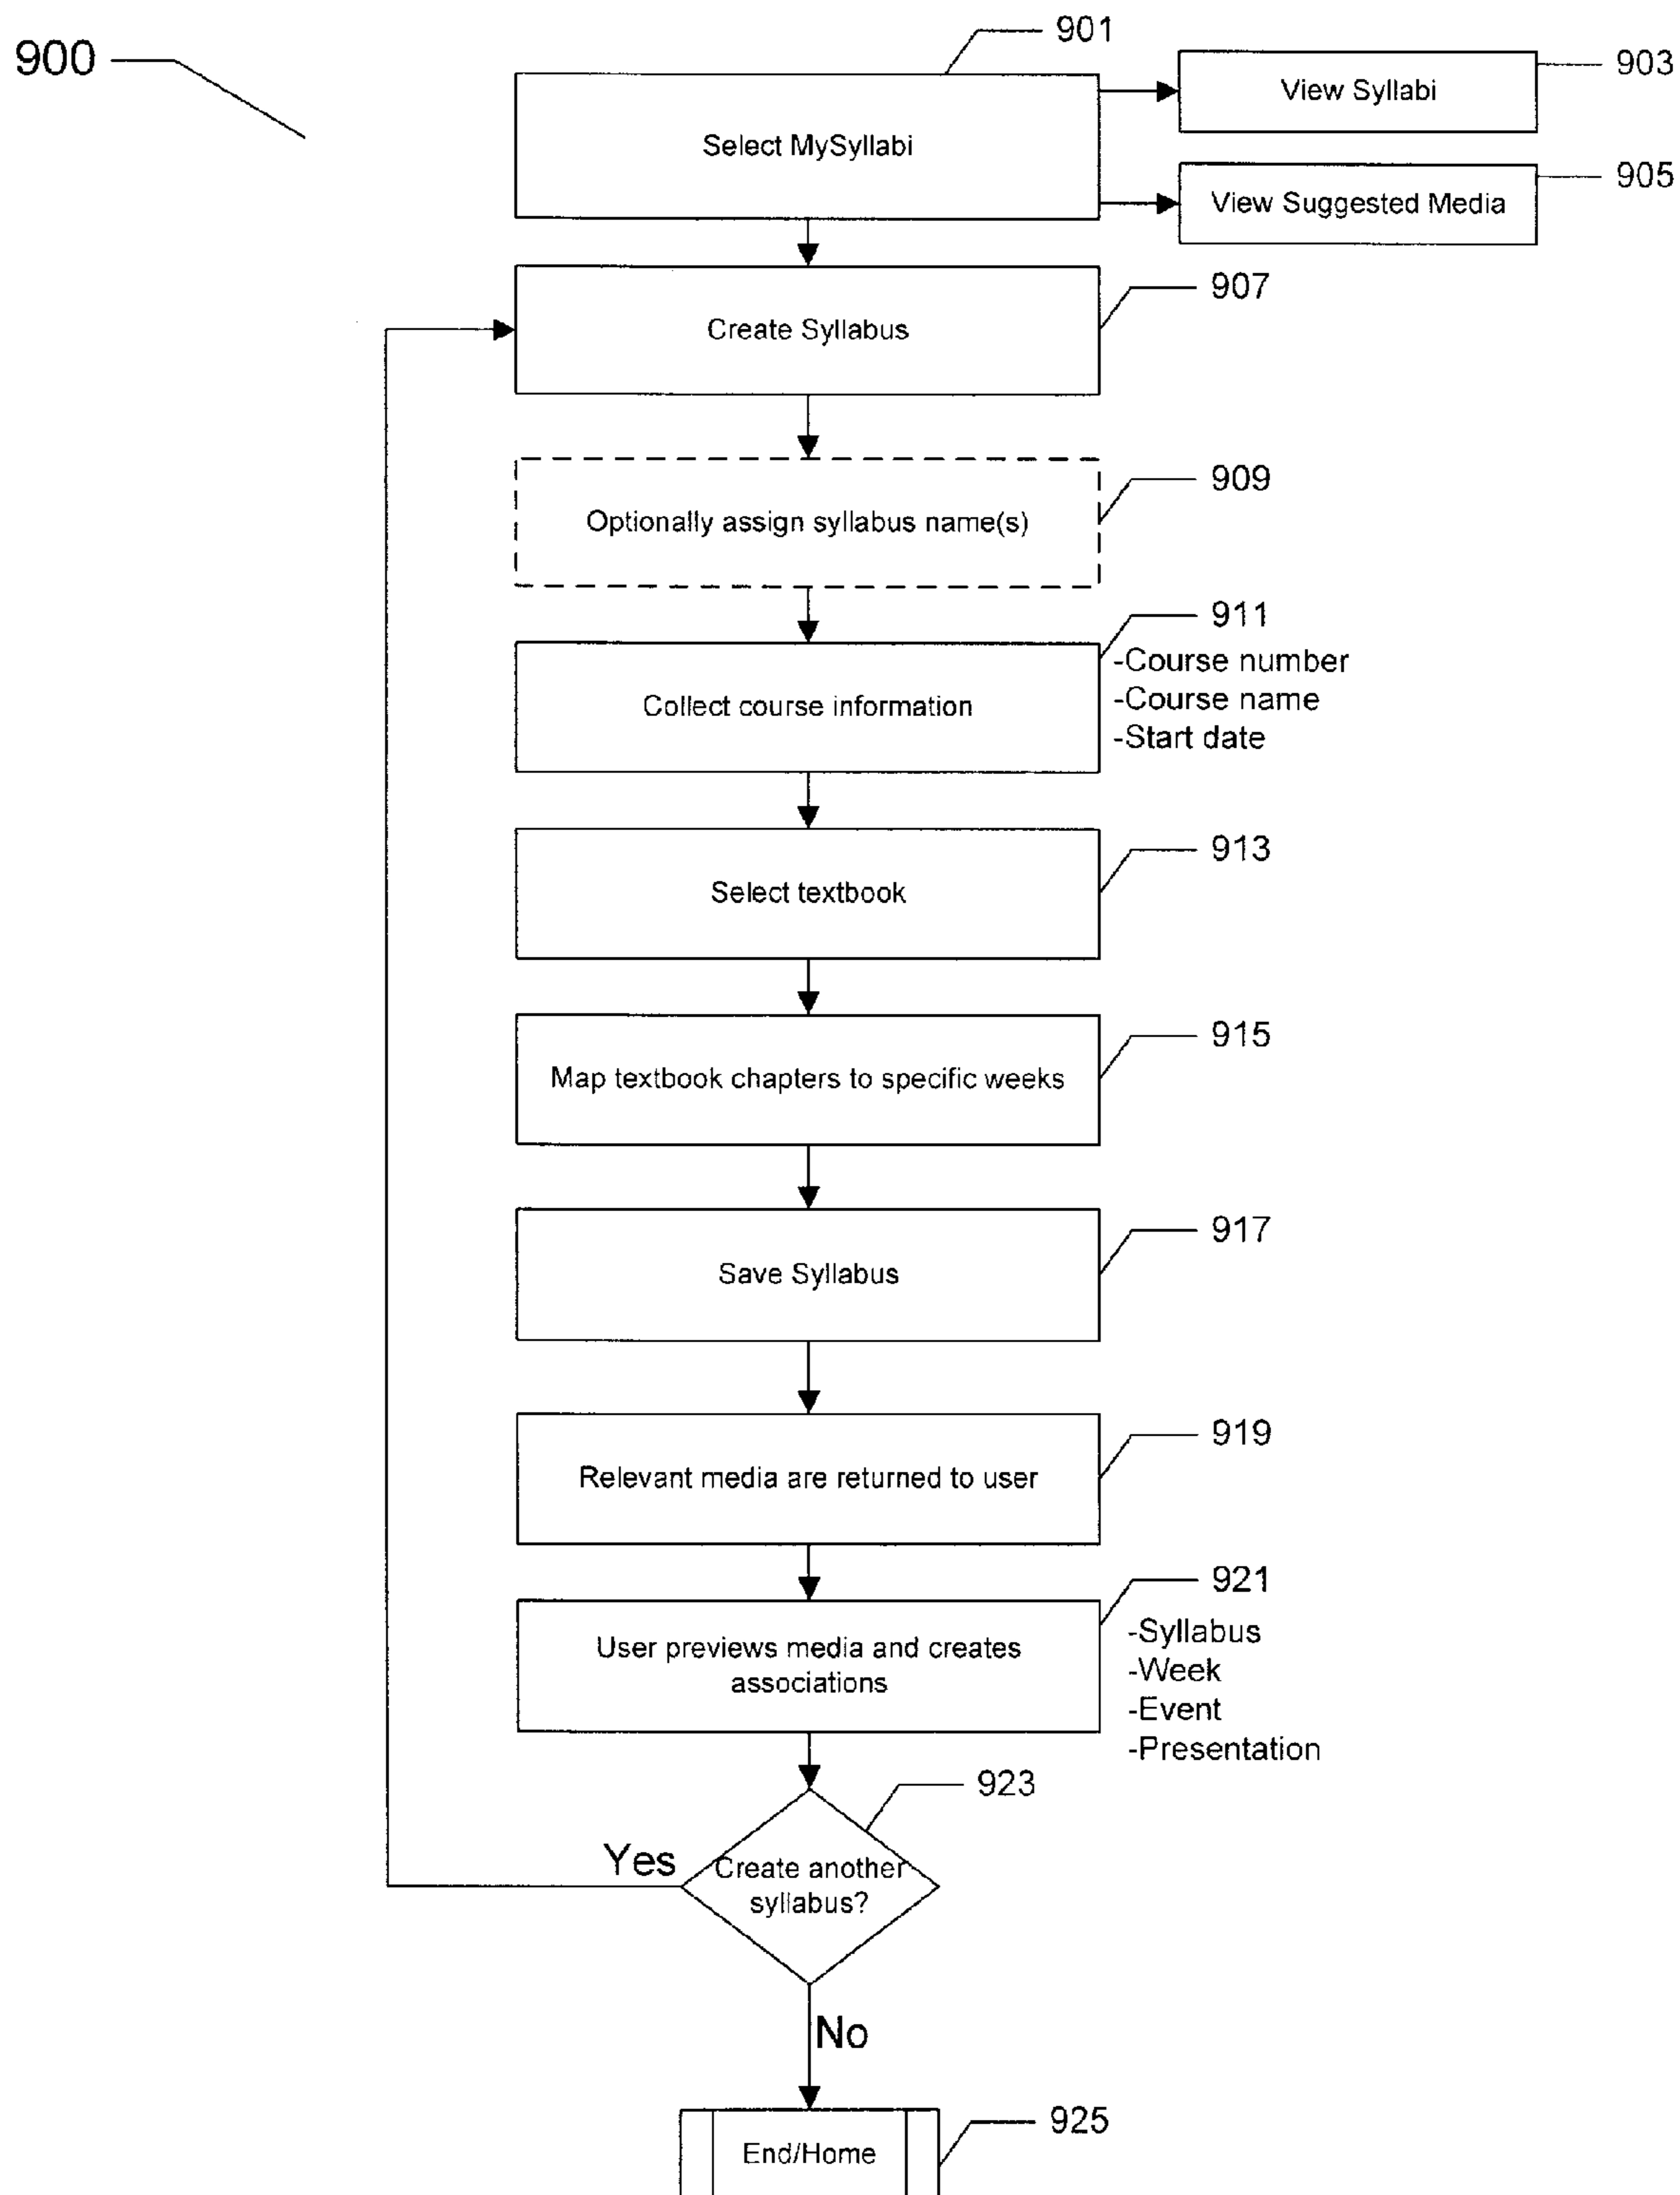 900
901
Select MySyllabi
903
View Syllabi
905
View Suggested Media
907
Create Syllabus
909
Optionally assign syllabus name(s)
911
-Course number
-Course name
-Start date
Collect course information
913
Select textbook
915
Map textbook chapters to specific weeks
917
Save Syllabus
919
Relevant media are returned to user
921
User previews media and creates
associations
-Syllabus
-Week
-Event
-Presentation
923
Create another
syllabus?
Yes
No
925
End/Home